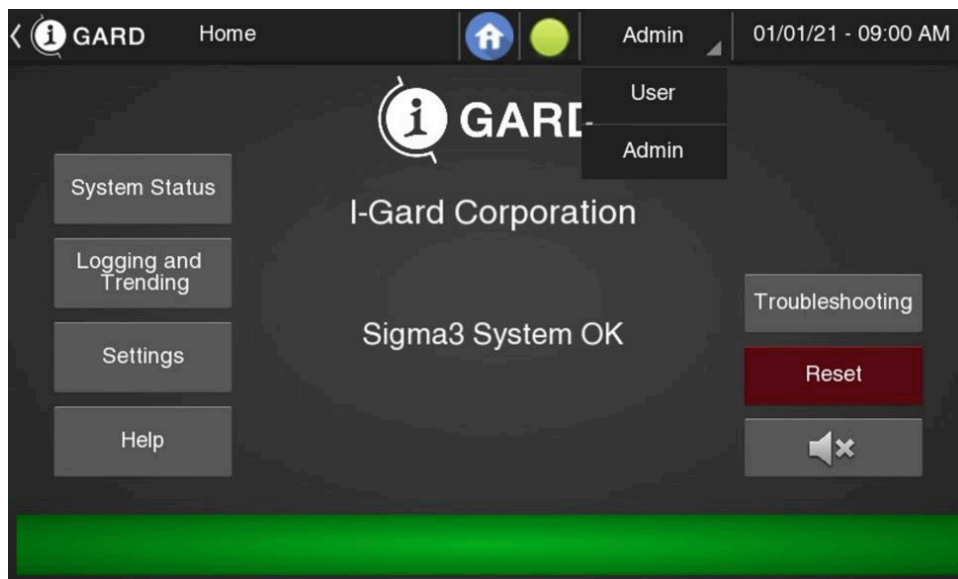 i GARD
Home
Admin
01/01/21 - 09:00 AM
User
Admin
i GARD
I-Gard Corporation
Sigma3 System OK
System Status
Logging and
Trending
Settings
Help
Troubleshooting
Reset